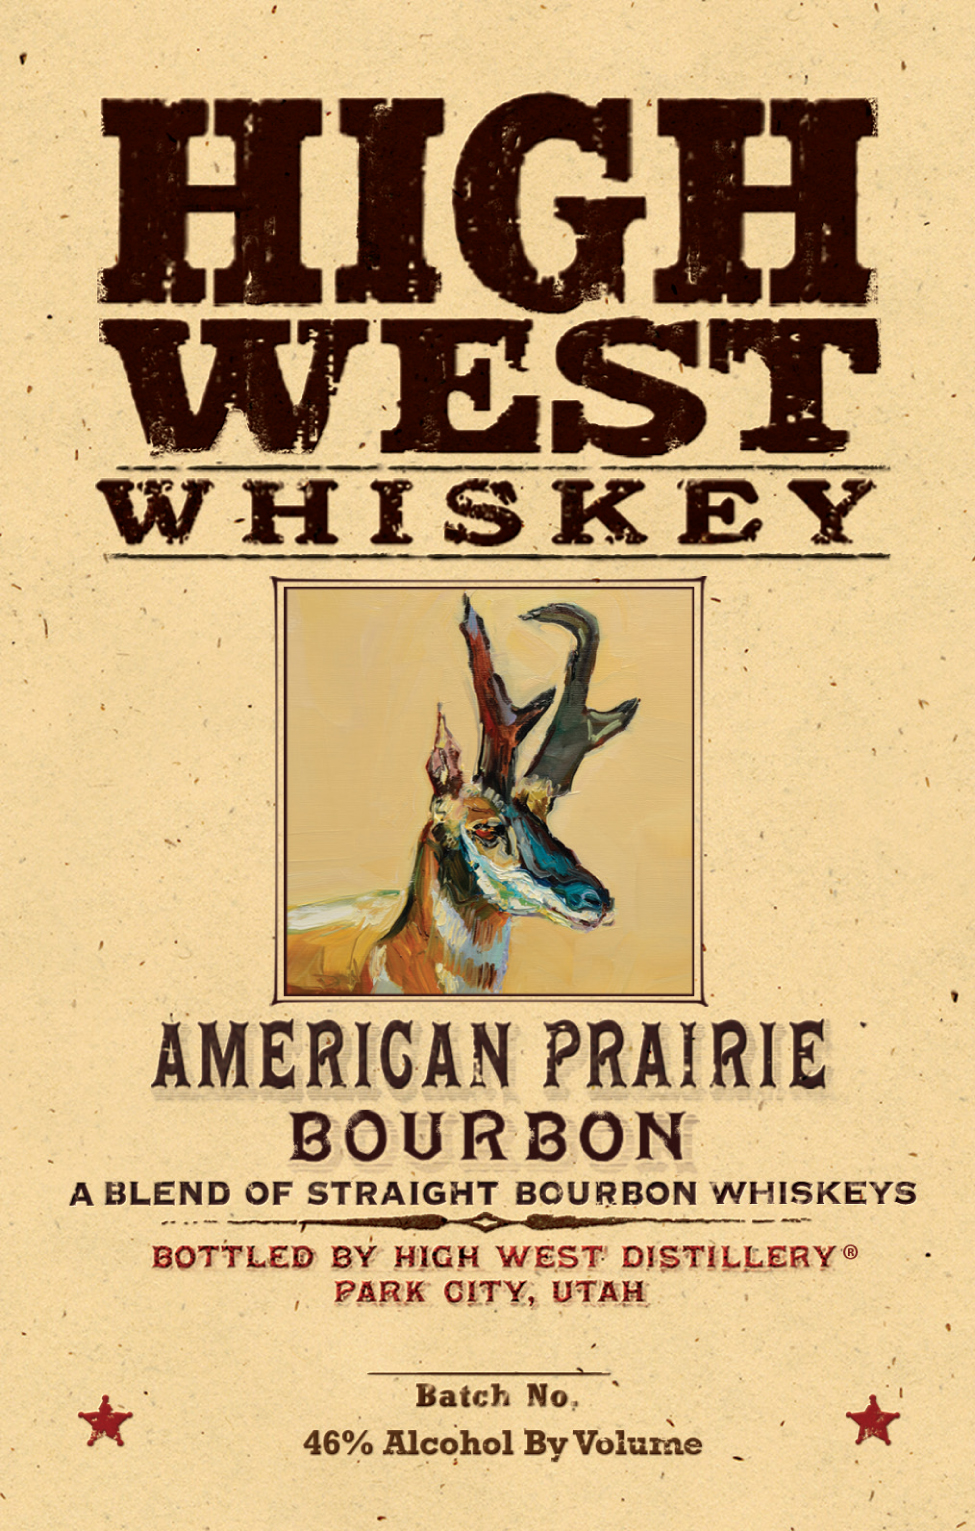 HIGH
WEST
WHISKEY
AMERICAN PRAIRIE
BOURBON
A BLEND OF STRAIGHT BOURBON WHISKEYS
BOTTLED BY HIGH WEST DISTILLERY®
PARK CITY, UTAH
Batch No.
46% Alcohol By Volume